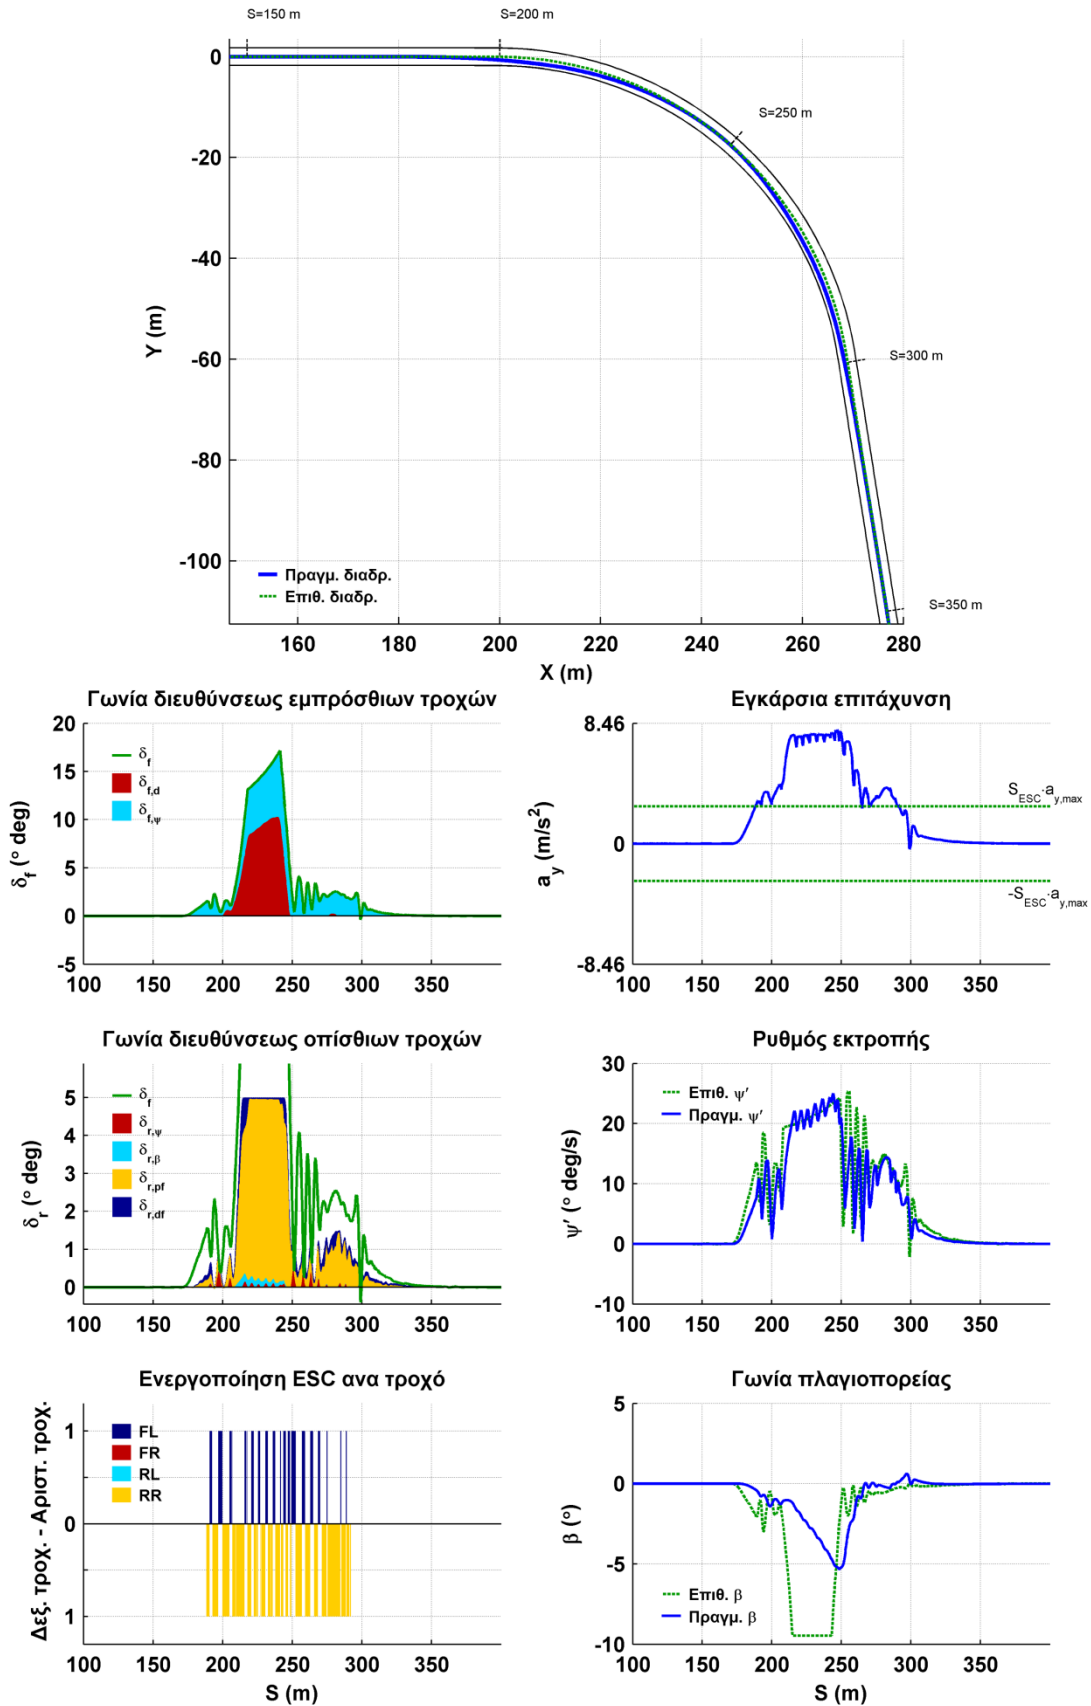 S=150 m
S=200 m
0
-20
-40
-60
-80
-100
Y (m)
S=250 m
S=300 m
S=350 m
Πραγμ. διαδρ.
Επιθ. διαδρ.
160 180 200 220 240 260 280
X (m)
Γωνία διευθύνσεως εμπρόσθιων τροχών
20
15
10
5
0
-5
δf (° deg)
δf
δf,d
δf,ψ
100 150 200 250 300 350
Εγκάρσια επιτάχυνση
8.46
0
-8.46
ay (m/s²)
SESC·ay,max
-SESC·ay,max
100 150 200 250 300 350
Γωνία διευθύνσεως οπίσθιων τροχών
5
4
3
2
1
0
δr (° deg)
δf
δr,ψ
δr,β
δr,pf
δr,df
100 150 200 250 300 350
Ρυθμός εκτροπής
30
20
10
0
-10
ψ' (° deg/s)
Επιθ. ψ'
Πραγμ. ψ'
100 150 200 250 300 350
Ενεργοποίηση ESC ανα τροχό
1
0
1
Δεξ. τροχ. - Αριστ. τροχ.
FL
FR
RL
RR
100 150 200 250 300 350
S (m)
Γωνία πλαγιοπορείας
5
0
-5
-10
β (°)
Επιθ. β
Πραγμ. β
100 150 200 250 300 350
S (m)